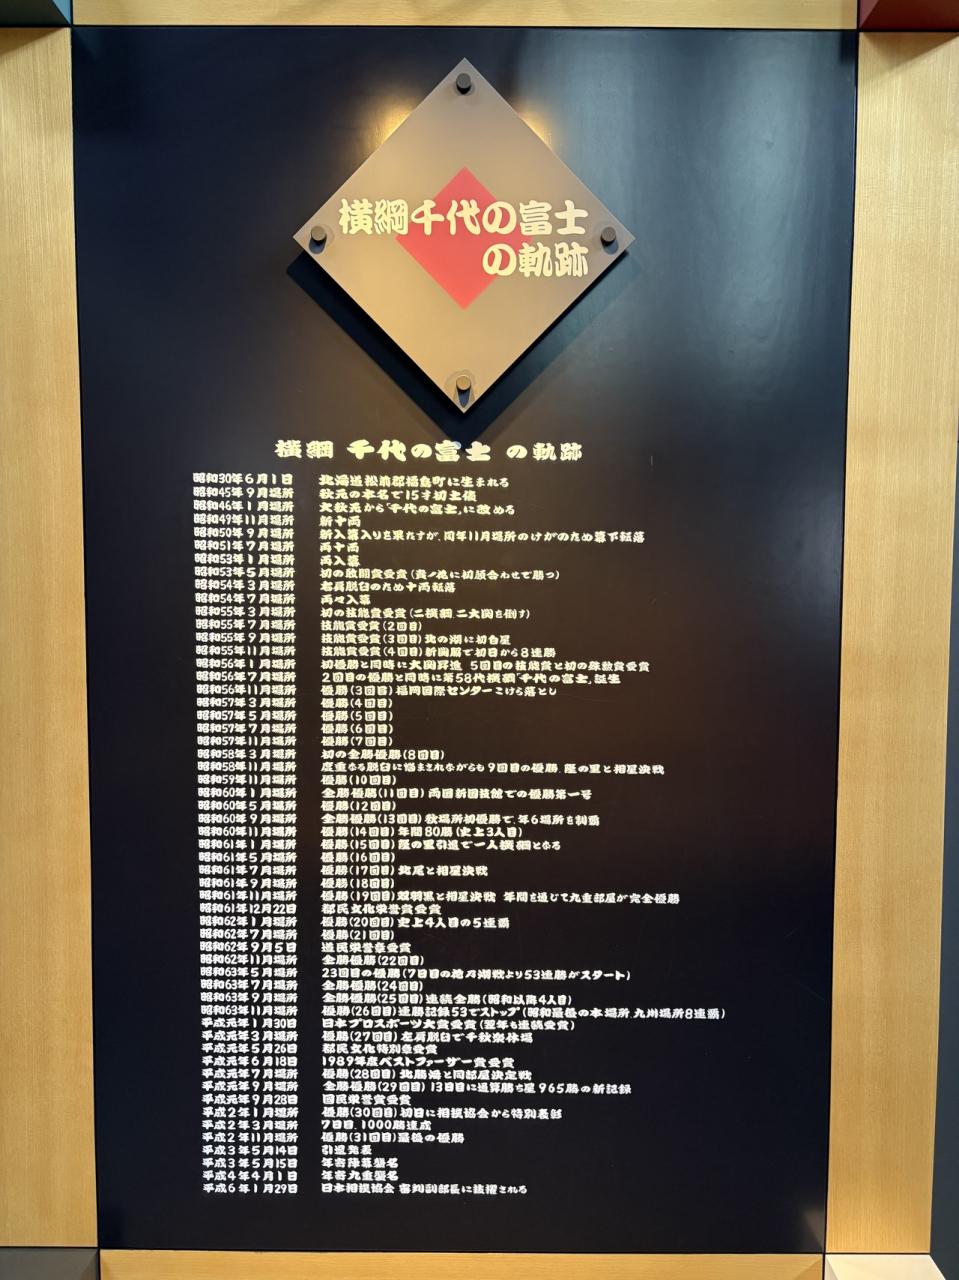 横綱千代の富士
の軌跡
横綱 千代の富士 の軌跡
昭和30年6月1日 北海道松前郡福島町に生まれる
昭和45年9月場所 秋元の本名で15才初土俵
昭和46年1月場所 大秋元から「千代の富士」に改める
昭和49年11月場所 新十両
昭和50年9月場所 新入幕入りを果たすが、同年11月場所のけがのため幕下転落
昭和51年7月場所 再十両
昭和53年1月場所 再入幕
昭和53年5月場所 初の敢闘賞受賞(貴ノ花に初顔合わせで勝つ)
昭和54年3月場所 右肩脱臼のため十両転落
昭和54年7月場所 再々入幕
昭和55年3月場所 初の技能賞受賞(二横綱 二大関を倒す)
昭和55年7月場所 技能賞受賞(2回目)
昭和55年9月場所 技能賞受賞(3回目)北の湖に初白星
昭和55年11月場所 技能賞受賞(4回目)新関脇で初日から8連勝
昭和56年1月場所 初優勝と同時に大関昇進 5回目の技能賞と初の殊勲賞受賞
昭和56年7月場所 2回目の優勝と同時に第58代横綱「千代の富士」誕生
昭和56年11月場所 優勝(3回目)福岡国際センターこけら落とし
昭和57年3月場所 優勝(4回目)
昭和57年5月場所 優勝(5回目)
昭和57年7月場所 優勝(6回目)
昭和57年11月場所 優勝(7回目)
昭和58年3月場所 初の全勝優勝(8回目)
昭和58年11月場所 度重なる脱臼に悩まされながらも9回目の優勝 隆の里と相星決戦
昭和59年11月場所 優勝(10回目)
昭和60年1月場所 全勝優勝(11回目)両国新国技館での優勝第一号
昭和60年5月場所 優勝(12回目)
昭和60年9月場所 全勝優勝(13回目)秋場所初優勝で、年6場所を制覇
昭和60年11月場所 優勝(14回目)年間80勝(史上3人目)
昭和61年1月場所 優勝(15回目)隆の里引退で一人横綱となる
昭和61年5月場所 優勝(16回目)
昭和61年7月場所 優勝(17回目)北尾と相星決戦
昭和61年9月場所 優勝(18回目)
昭和61年11月場所 優勝(19回目)双羽黒と相星決戦 年間を通じて九重部屋が完全優勝
昭和61年12月22日 都民文化栄誉賞受賞
昭和62年1月場所 優勝(20回目)史上4人目の5連覇
昭和62年7月場所 優勝(21回目)
昭和62年9月5日 道民栄誉章受賞
昭和62年11月場所 全勝優勝(22回目)
昭和63年5月場所 23回目の優勝(7日目の花乃湖戦より53連勝がスタート)
昭和63年7月場所 全勝優勝(24回目)
昭和63年9月場所 全勝優勝(25回目)連続全勝(昭和以降4人目)
昭和63年11月場所 優勝(26回目)連勝記録53でストップ(昭和最後の本場所、九州場所8連覇)
平成元年1月30日 日本プロスポーツ大賞受賞(翌年も連続受賞)
平成元年3月場所 優勝(27回目)左肩脱臼で千秋楽休場
平成元年5月26日 都民文化特別章受賞
平成元年6月18日 1989年度ベストファーザー賞受賞
平成元年7月場所 優勝(28回目)北勝海と同部屋決定戦
平成元年9月場所 全勝優勝(29回目)13日目に通算勝ち星965勝の新記録
平成元年9月28日 国民栄誉賞受賞
平成2年1月場所 優勝(30回目)初日に相撲協会から特別表彰
平成2年3月場所 7日目、1000勝達成
平成2年11月場所 優勝(31回目)最後の優勝
平成3年5月14日 引退発表
平成3年5月15日 年寄陣幕襲名
平成4年4月1日 年寄九重襲名
平成6年1月29日 日本相撲協会 審判副部長に抜擢される